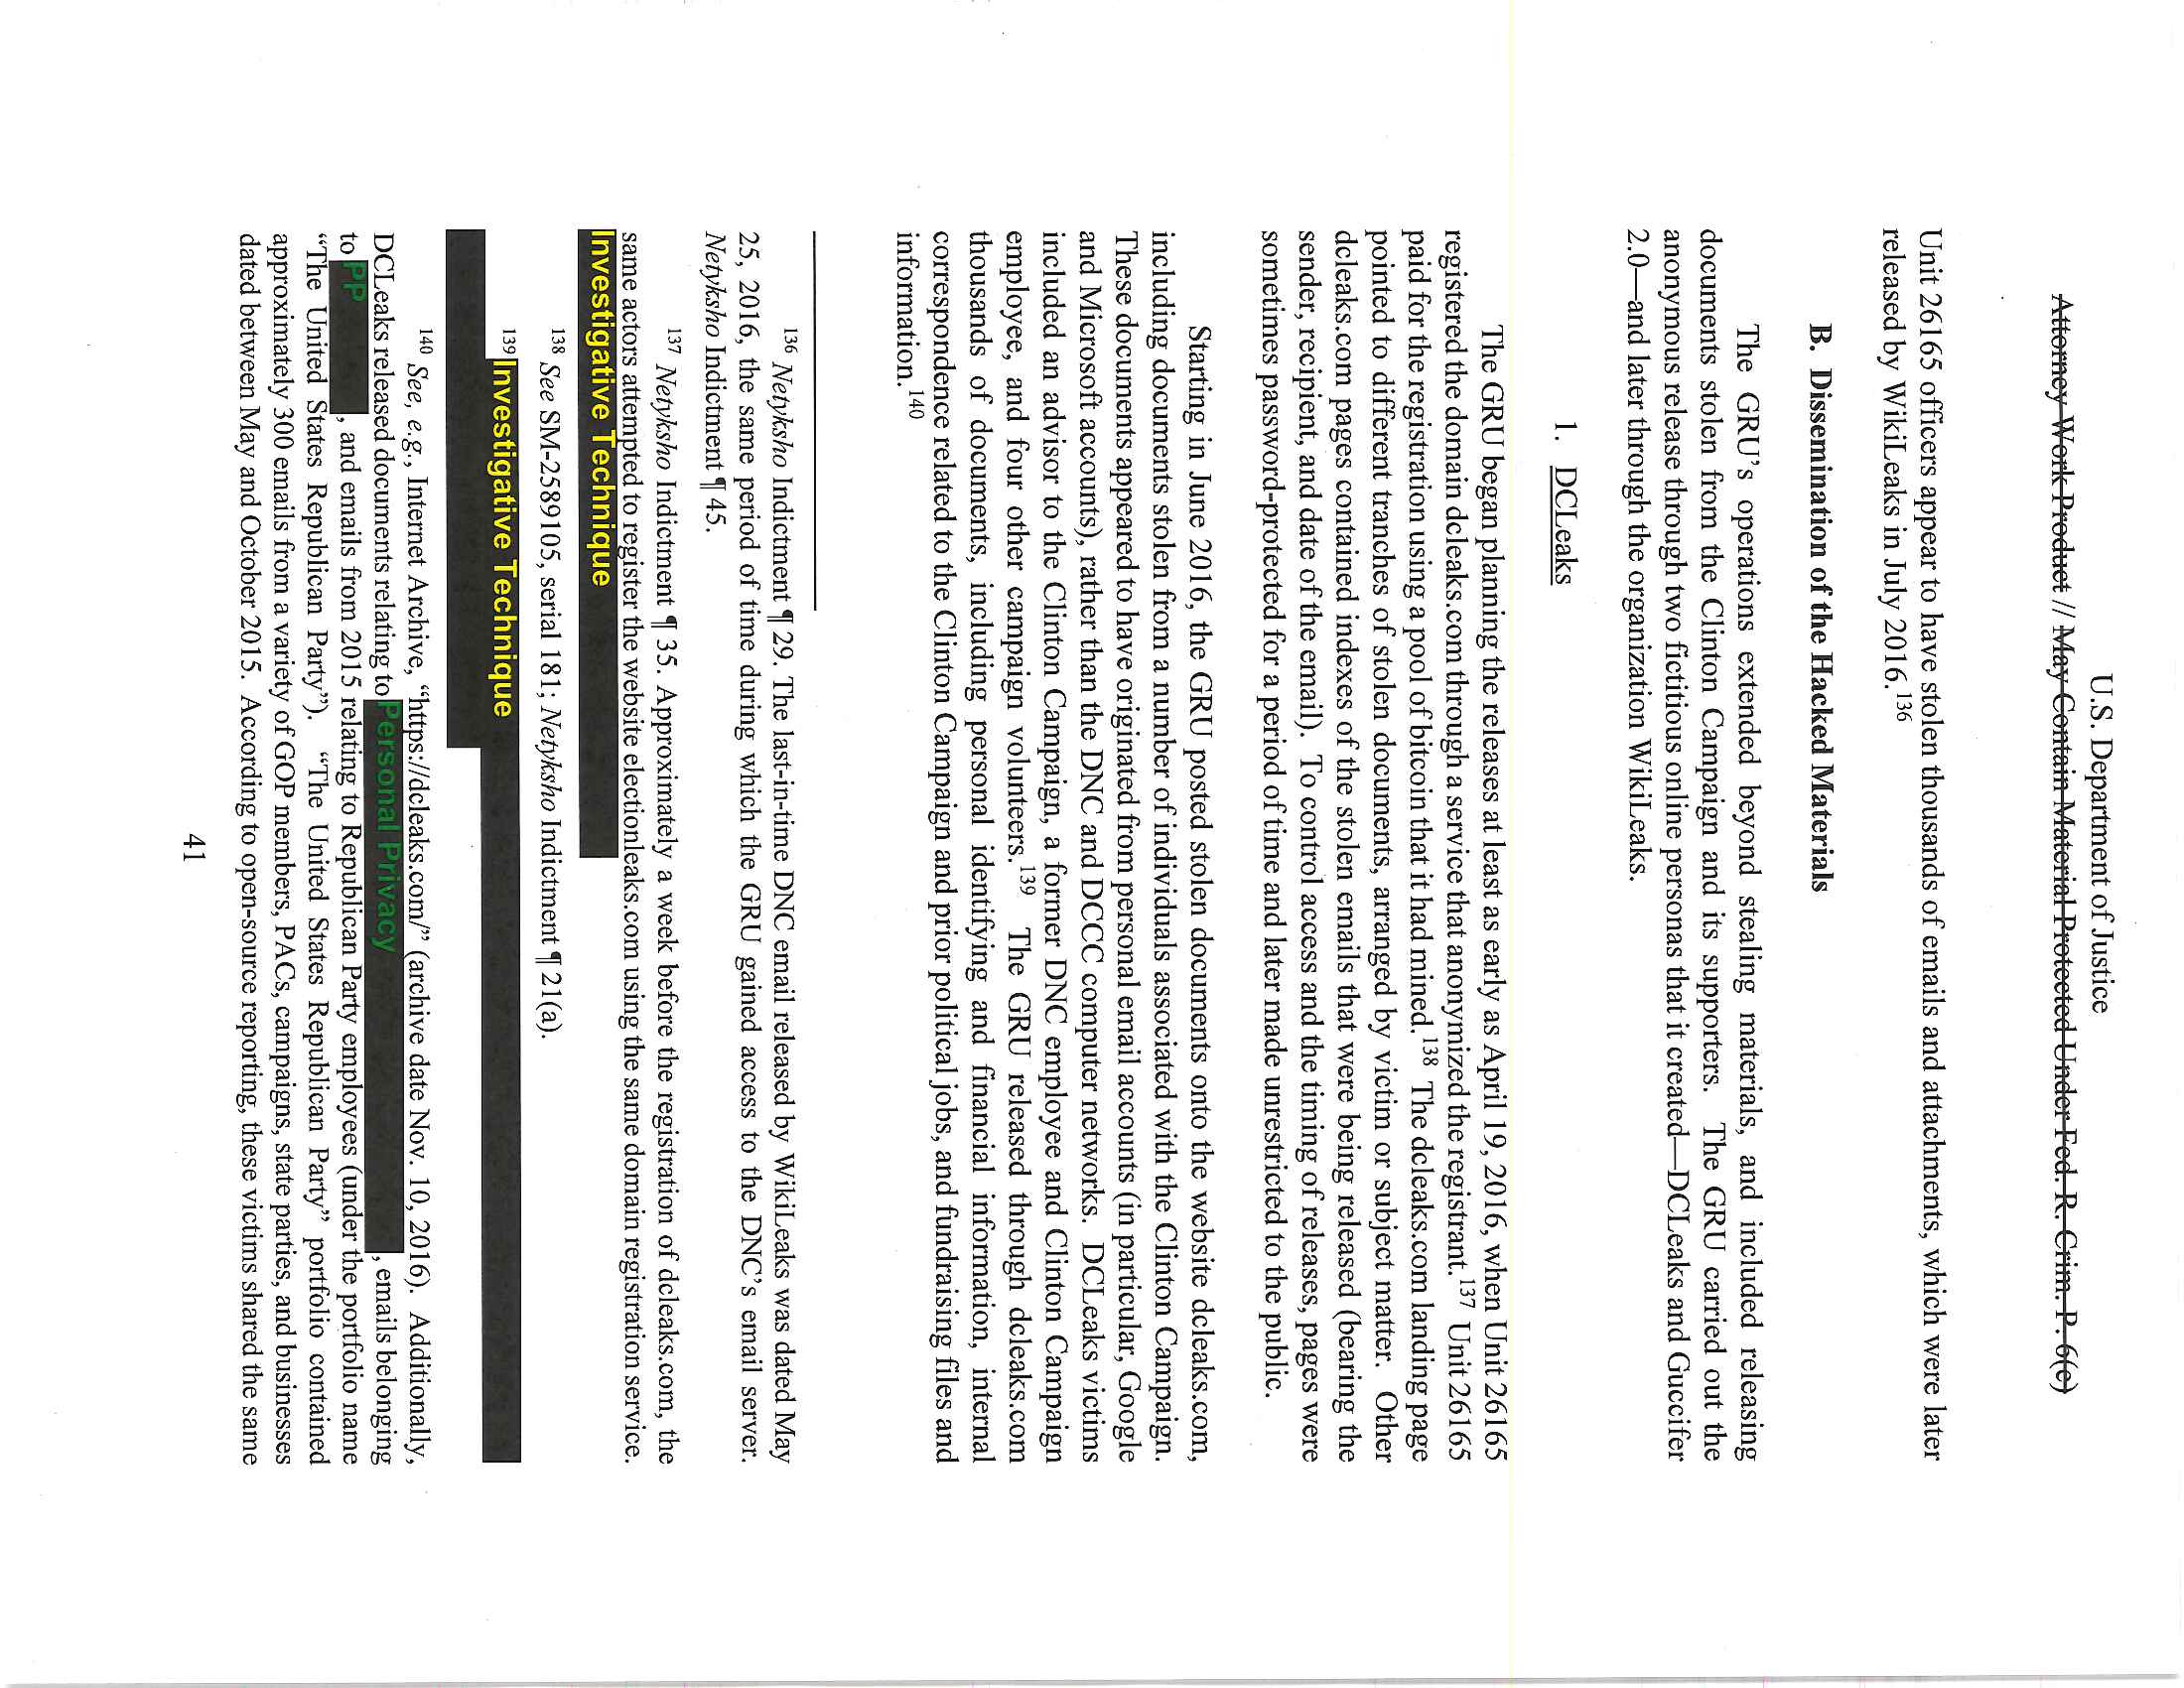 U.S. Department of Justice
Attorney Work Product // May Contain Material Protected Under Fed. R. Crim. P. 6(e)
Unit 26165 officers appear to have stolen thousands of emails and attachments, which were later
released by WikiLeaks in July 2016.136
B. Dissemination of the Hacked Materials
The GRU's operations extended beyond stealing materials, and included releasing
documents stolen from the Clinton Campaign and its supporters. The GRU carried out the
anonymous release through two fictitious online personas that it created—DCLeaks and Guccifer
2.0—and later through the organization WikiLeaks.
1. DCLeaks
The GRU began planning the releases at least as early as April 19, 2016, when Unit 26165
registered the domain dcleaks.com through a service that anonymized the registrant.137 Unit 26165
paid for the registration using a pool of bitcoin that it had mined.138 The dcleaks.com landing page
pointed to different tranches of stolen documents, arranged by victim or subject matter. Other
dcleaks.com pages contained indexes of the stolen emails that were being released (bearing the
sender, recipient, and date of the email). To control access and the timing of releases, pages were
sometimes password-protected for a period of time and later made unrestricted to the public.
Starting in June 2016, the GRU posted stolen documents onto the website dcleaks.com,
including documents stolen from a number of individuals associated with the Clinton Campaign.
These documents appeared to have originated from personal email accounts (in particular, Google
and Microsoft accounts), rather than the DNC and DCCC computer networks. DCLeaks victims
included an advisor to the Clinton Campaign, a former DNC employee and Clinton Campaign
employee, and four other campaign volunteers.139 The GRU released through dcleaks.com
thousands of documents, including personal identifying and financial information, internal
correspondence related to the Clinton Campaign and prior political jobs, and fundraising files and
information.140
136 Netyksho Indictment ¶ 29. The last-in-time DNC email released by WikiLeaks was dated May
25, 2016, the same period of time during which the GRU gained access to the DNC's email server.
Netyksho Indictment ¶ 45.
137 Netyksho Indictment ¶ 35. Approximately a week before the registration of dcleaks.com, the
same actors attempted to register the website electionleaks.com using the same domain registration service.
Investigative Technique
138 See SM-2589105, serial 181; Netyksho Indictment ¶ 21(a).
139 Investigative Technique
140 See, e.g., Internet Archive, "https://dcleaks.com/" (archive date Nov. 10, 2016). Additionally,
DCLeaks released documents relating to Personal Privacy , emails belonging
to PP , and emails from 2015 relating to Republican Party employees (under the portfolio name
"The United States Republican Party"). "The United States Republican Party" portfolio contained
approximately 300 emails from a variety of GOP members, PACs, campaigns, state parties, and businesses
dated between May and October 2015. According to open-source reporting, these victims shared the same
41